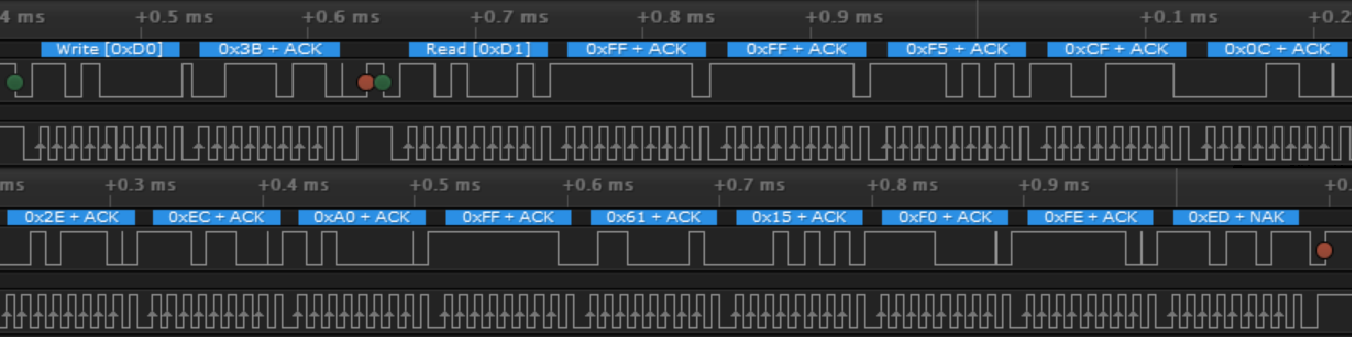 4 ms +0.5 ms +0.6 ms +0.7 ms +0.8 ms +0.9 ms +0.1 ms +0.2
Write [0xD0] 0x3B + ACK Read [0xD1] 0xFF + ACK 0xFF + ACK 0xF5 + ACK 0xCF + ACK 0x0C + ACK
ms +0.3 ms +0.4 ms +0.5 ms +0.6 ms +0.7 ms +0.8 ms +0.9 ms +0.
0x2E + ACK 0xEC + ACK 0xA0 + ACK 0xFF + ACK 0x61 + ACK 0x15 + ACK 0xF0 + ACK 0xFE + ACK 0xED + NAK